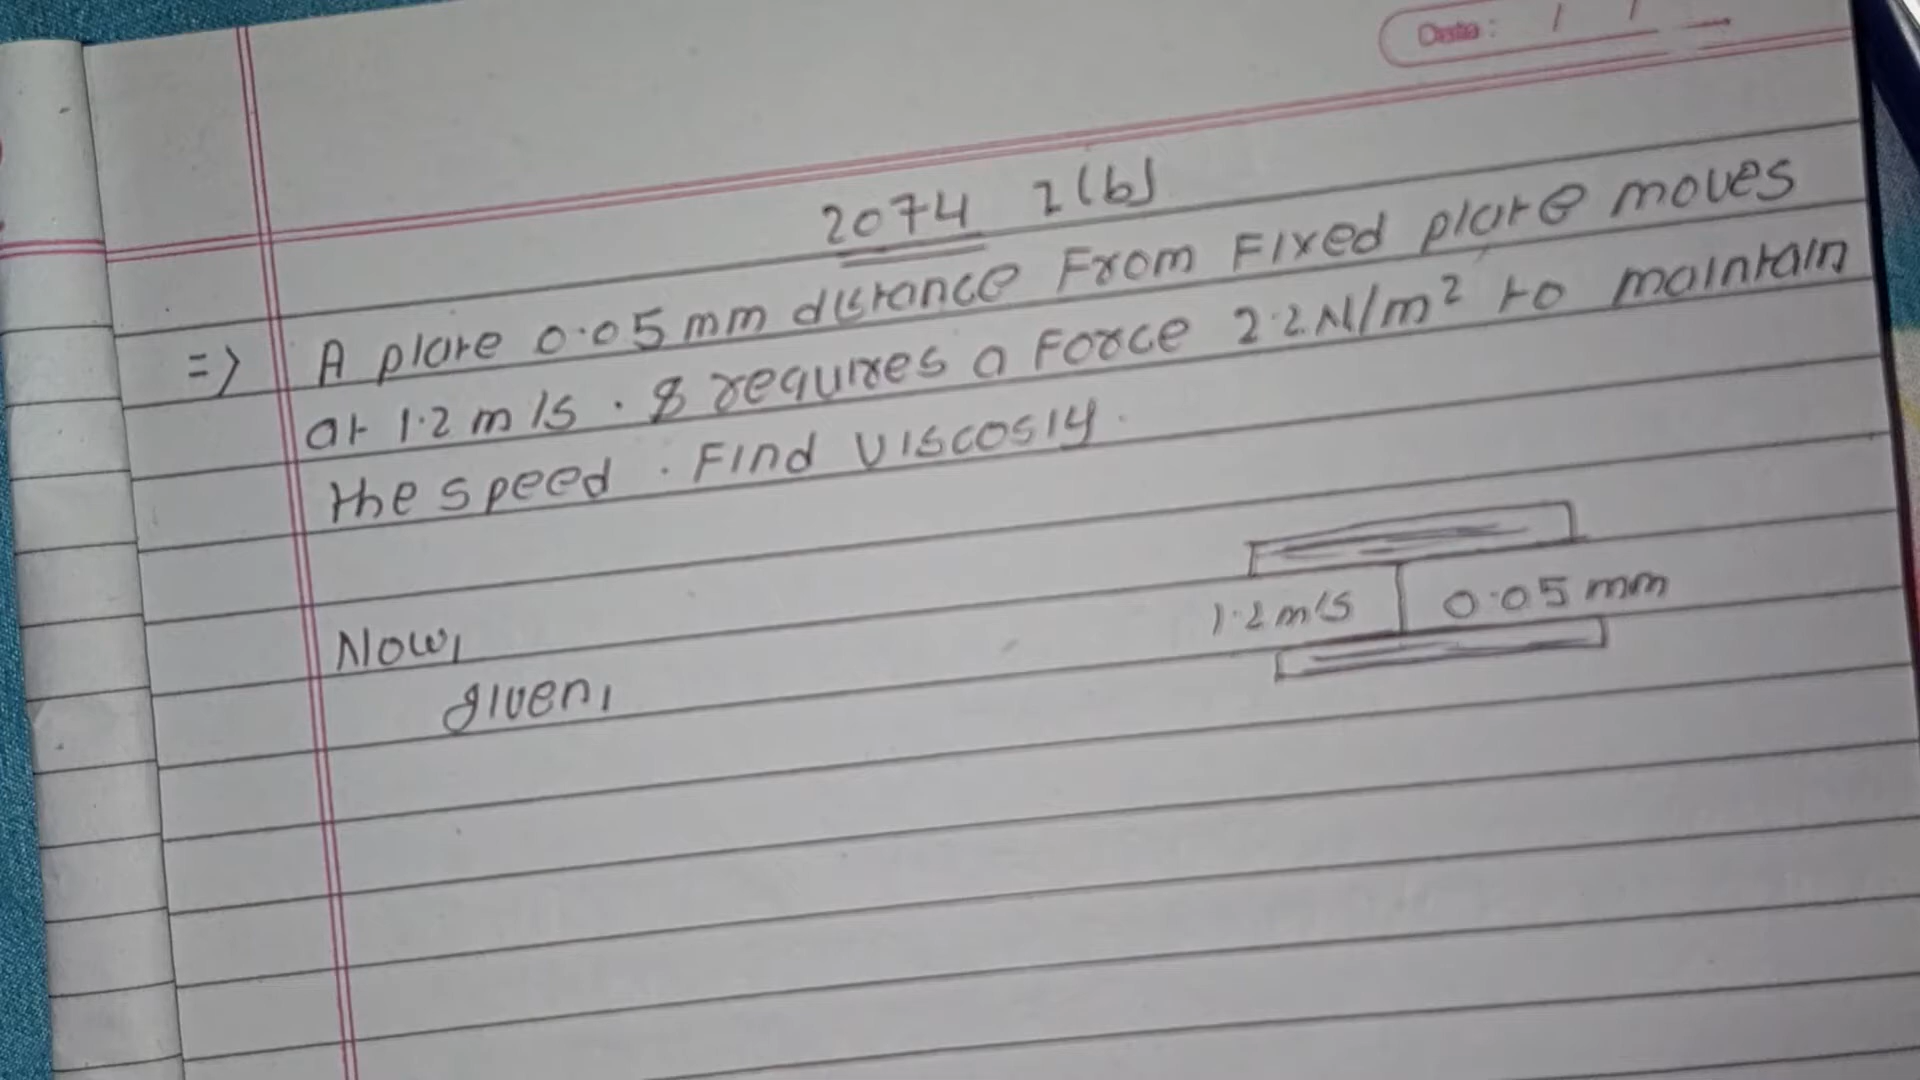 Date : / /
2074 2(b)
=> A plate 0.05 mm distance From Fixed plate moves
at 1.2 m/s . & requires a Force 2.2 N/m² to maintain
the speed . Find viscosiy.
1.2 m/s 0.05 mm
Now,
given,